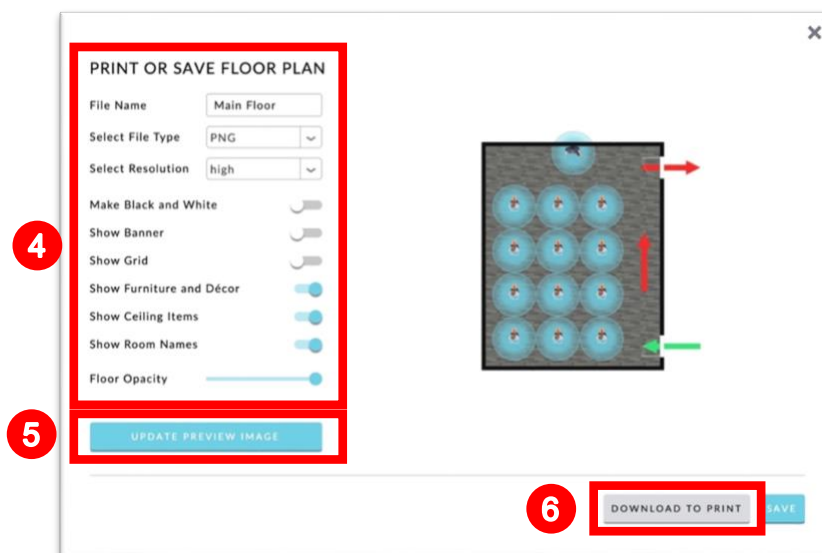 ×
PRINT OR SAVE FLOOR PLAN
File Name Main Floor
Select File Type PNG
Select Resolution high
Make Black and White
4
Show Banner
Show Grid
Show Furniture and Décor
Show Ceiling Items
Show Room Names
Floor Opacity
5 UPDATE PREVIEW IMAGE
6 DOWNLOAD TO PRINT SAVE